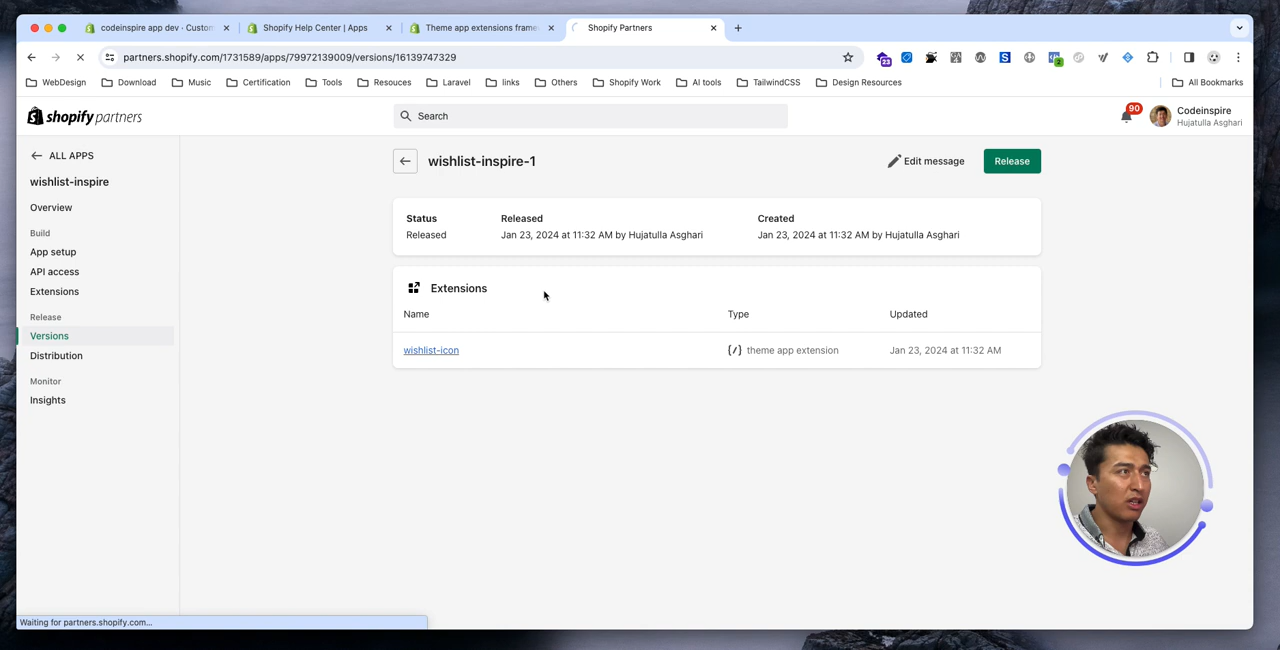 codeinspire app dev · Custom
Shopify Help Center | Apps
Theme app extensions frame
Shopify Partners
partners.shopify.com/1731589/apps/79972139009/versions/16139747329
23
2
WebDesign
Download
Music
Certification
Tools
Resouces
Laravel
links
Others
Shopify Work
AI tools
TailwindCSS
Design Resources
All Bookmarks
shopify partners
Search
90
Codeinspire
Hujatulla Asghari
ALL APPS
wishlist-inspire
Overview
Build
App setup
API access
Extensions
Release
Versions
Distribution
Monitor
Insights
wishlist-inspire-1
Edit message
Release
Status
Released
Created
Released
Jan 23, 2024 at 11:32 AM by Hujatulla Asghari
Jan 23, 2024 at 11:32 AM by Hujatulla Asghari
Extensions
Name
Type
Updated
wishlist-icon
theme app extension
Jan 23, 2024 at 11:32 AM
Waiting for partners.shopify.com...